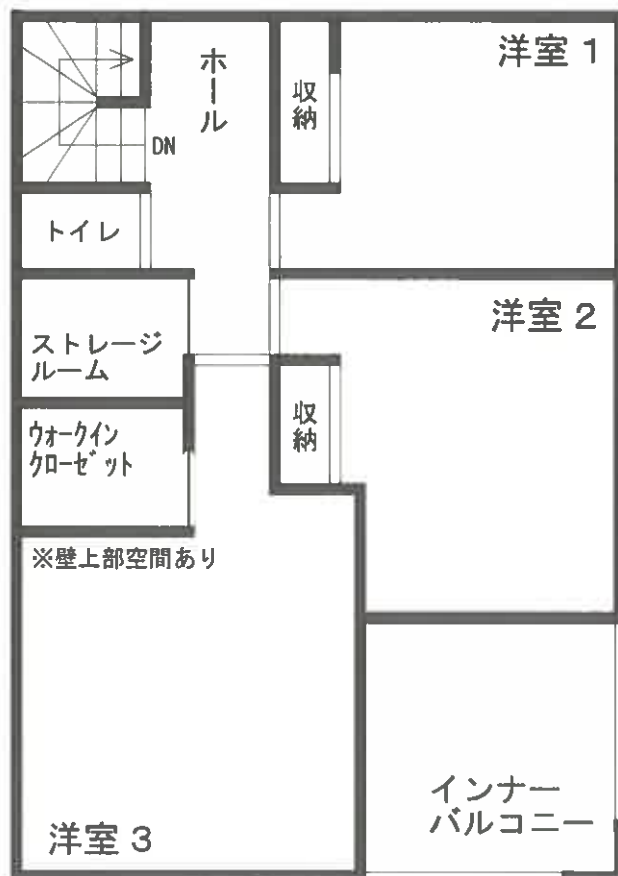 洋室 1
ホール
収納
DN
トイレ
洋室 2
ストレージ
ルーム
収納
ウォークイン
クローゼット
※壁上部空間あり
インナー
バルコニー
洋室 3